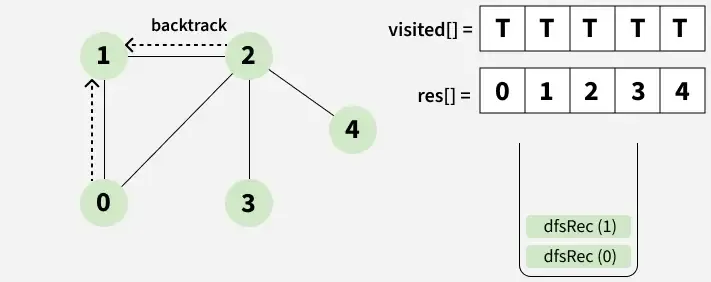 backtrack
1
2
4
0
3
visited[] = T T T T T
res[] = 0 1 2 3 4
dfsRec (1)
dfsRec (0)